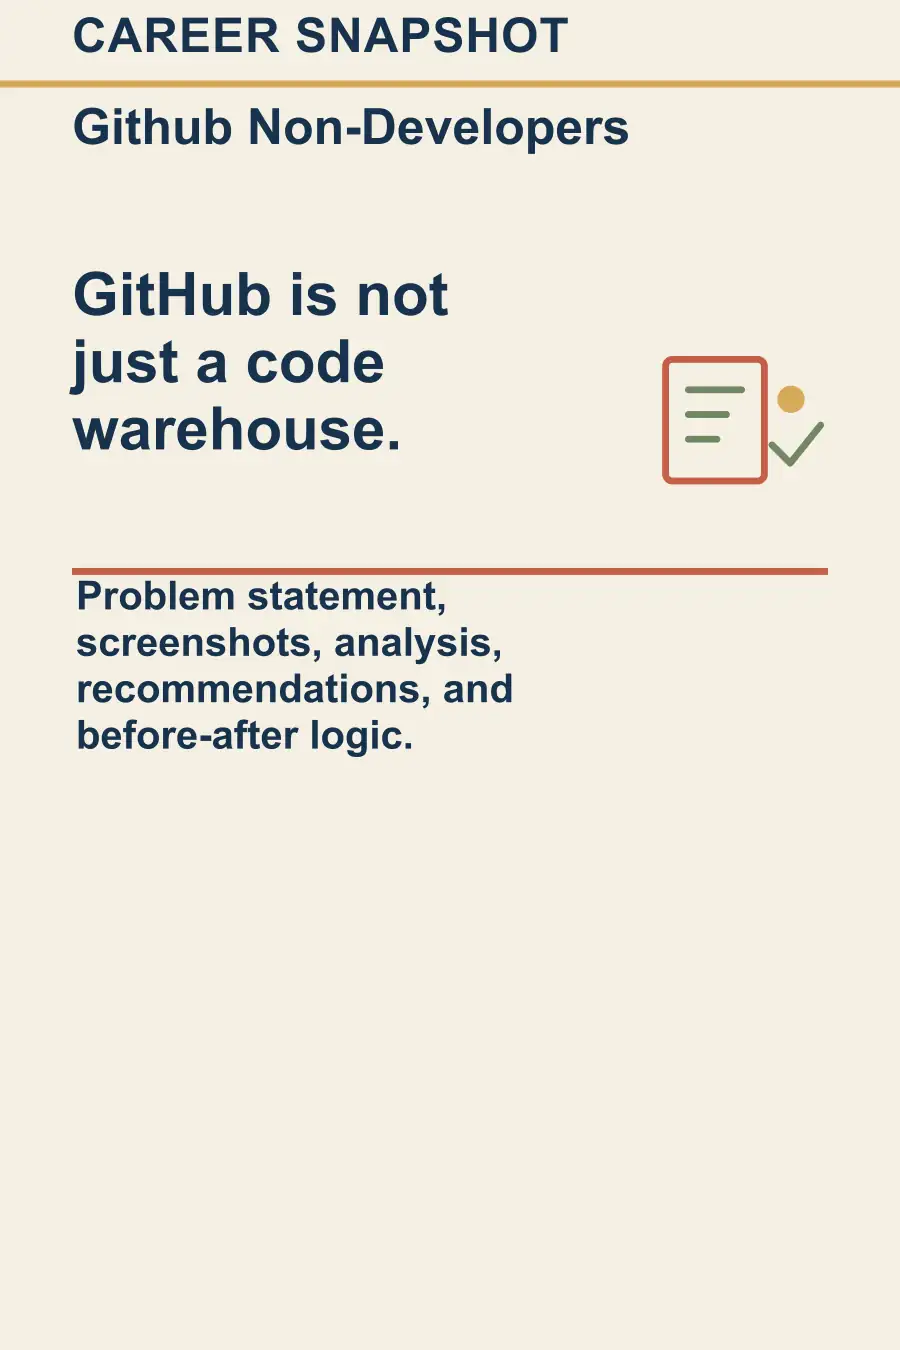 CAREER SNAPSHOT
Github Non-Developers
GitHub is not
just a code
warehouse.
Problem statement,
screenshots, analysis,
recommendations, and
before-after logic.